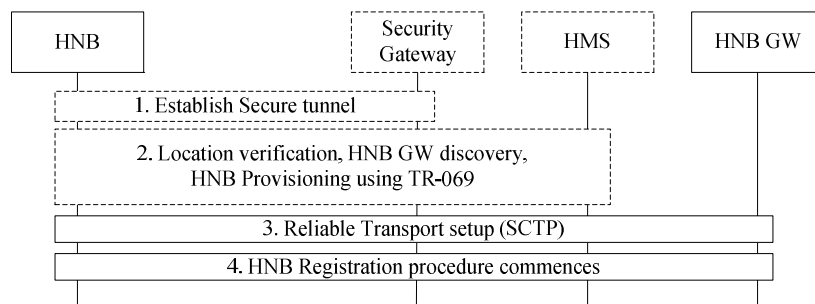 HNB
Security
Gateway
HMS
HNB GW
1. Establish Secure tunnel
2. Location verification, HNB GW discovery,
HNB Provisioning using TR-069
3. Reliable Transport setup (SCTP)
4. HNB Registration procedure commences